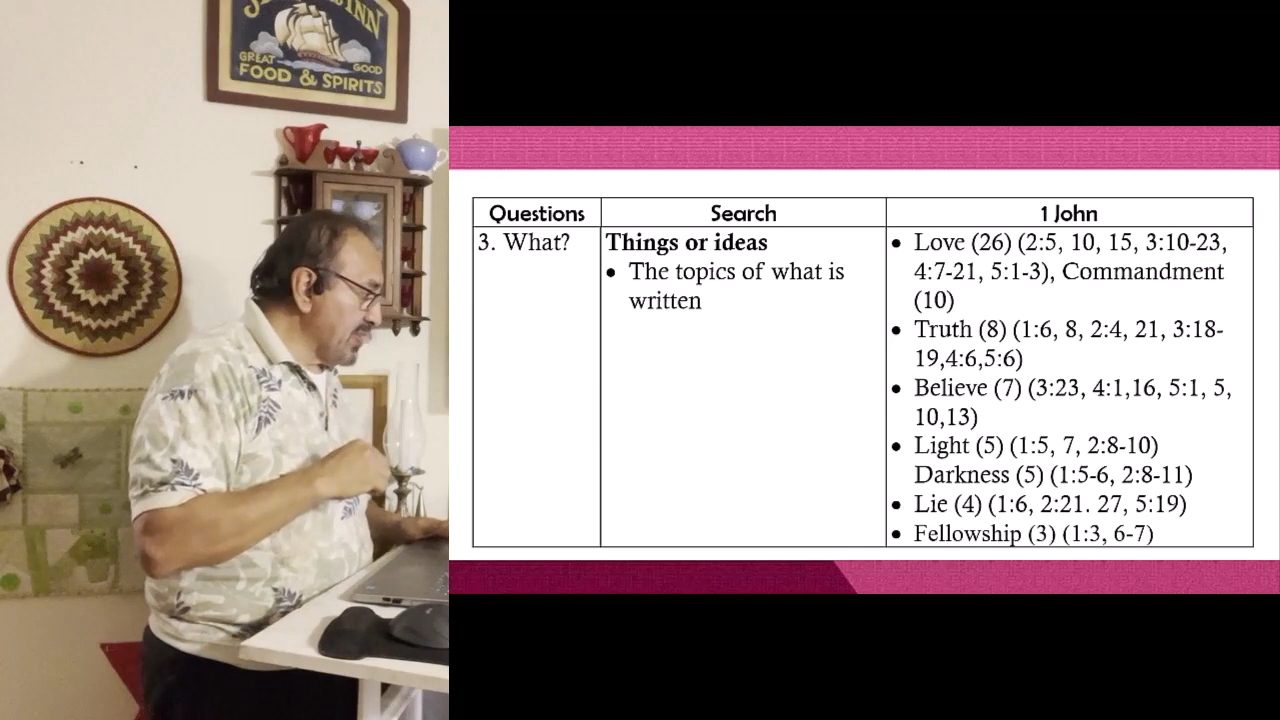 INN
GREAT GOOD
FOOD & SPIRITS
Questions Search 1 John
3. What? Things or ideas
• The topics of what is
written
• Love (26) (2:5, 10, 15, 3:10-23,
4:7-21, 5:1-3), Commandment
(10)
• Truth (8) (1:6, 8, 2:4, 21, 3:18-
19,4:6,5:6)
• Believe (7) (3:23, 4:1,16, 5:1, 5,
10,13)
• Light (5) (1:5, 7, 2:8-10)
Darkness (5) (1:5-6, 2:8-11)
• Lie (4) (1:6, 2:21. 27, 5:19)
• Fellowship (3) (1:3, 6-7)